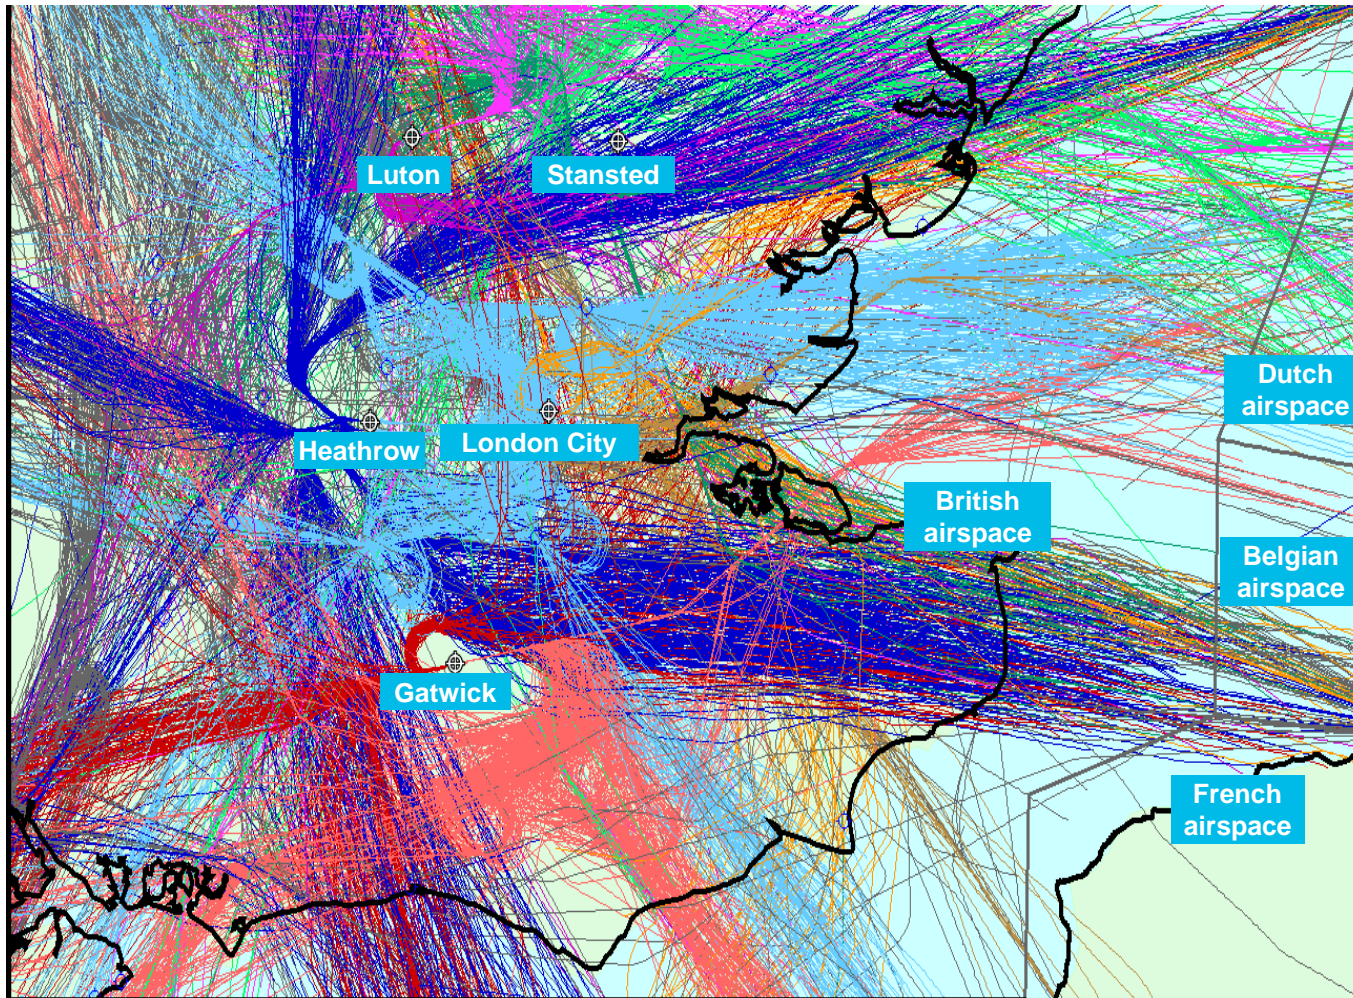 Luton
Stansted
Heathrow
London City
Dutch
airspace
British
airspace
Belgian
airspace
Gatwick
French
airspace